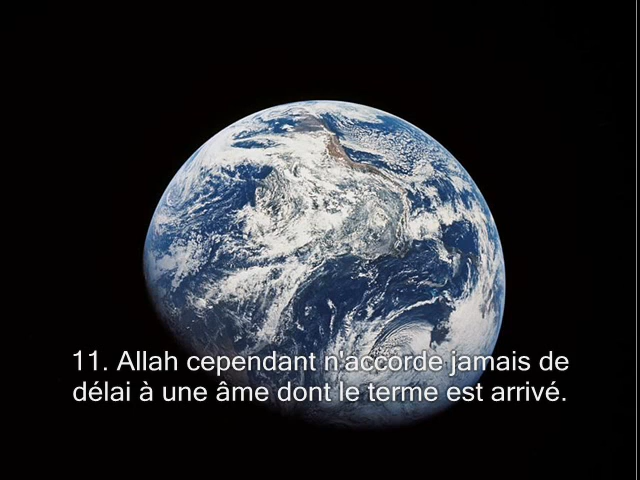 11. Allah cependant n'accorde jamais de
délai à une âme dont le terme est arrivé.